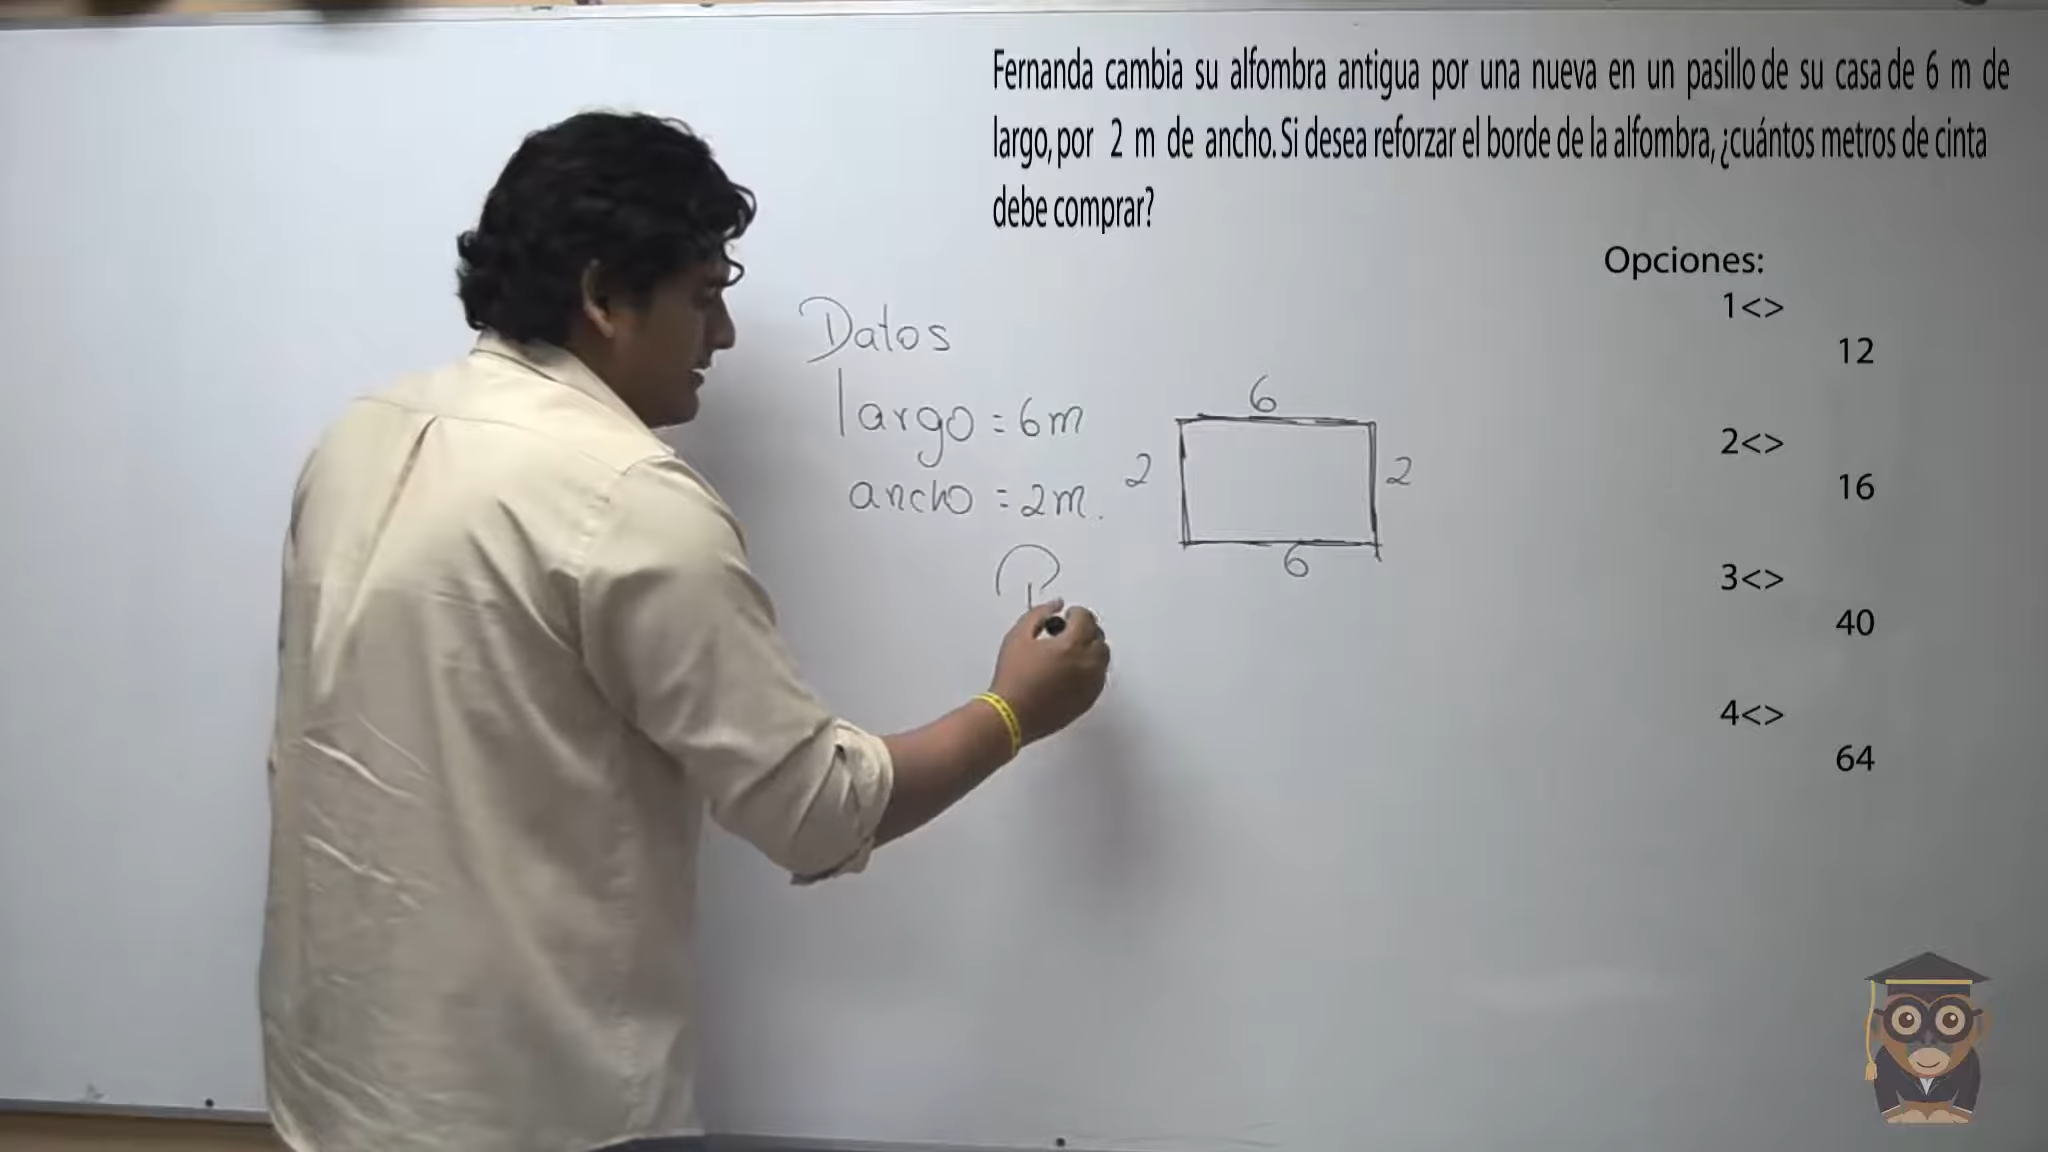 Fernanda cambia su alfombra antigua por una nueva en un pasillo de su casa de 6 m de
largo, por 2 m de ancho. Si desea reforzar el borde de la alfombra, ¿cuántos metros de cinta
debe comprar?
Opciones:
1<>
12
2<>
16
3<>
40
4<>
64
Datos
largo = 6m
ancho = 2m.
6
2
2
6